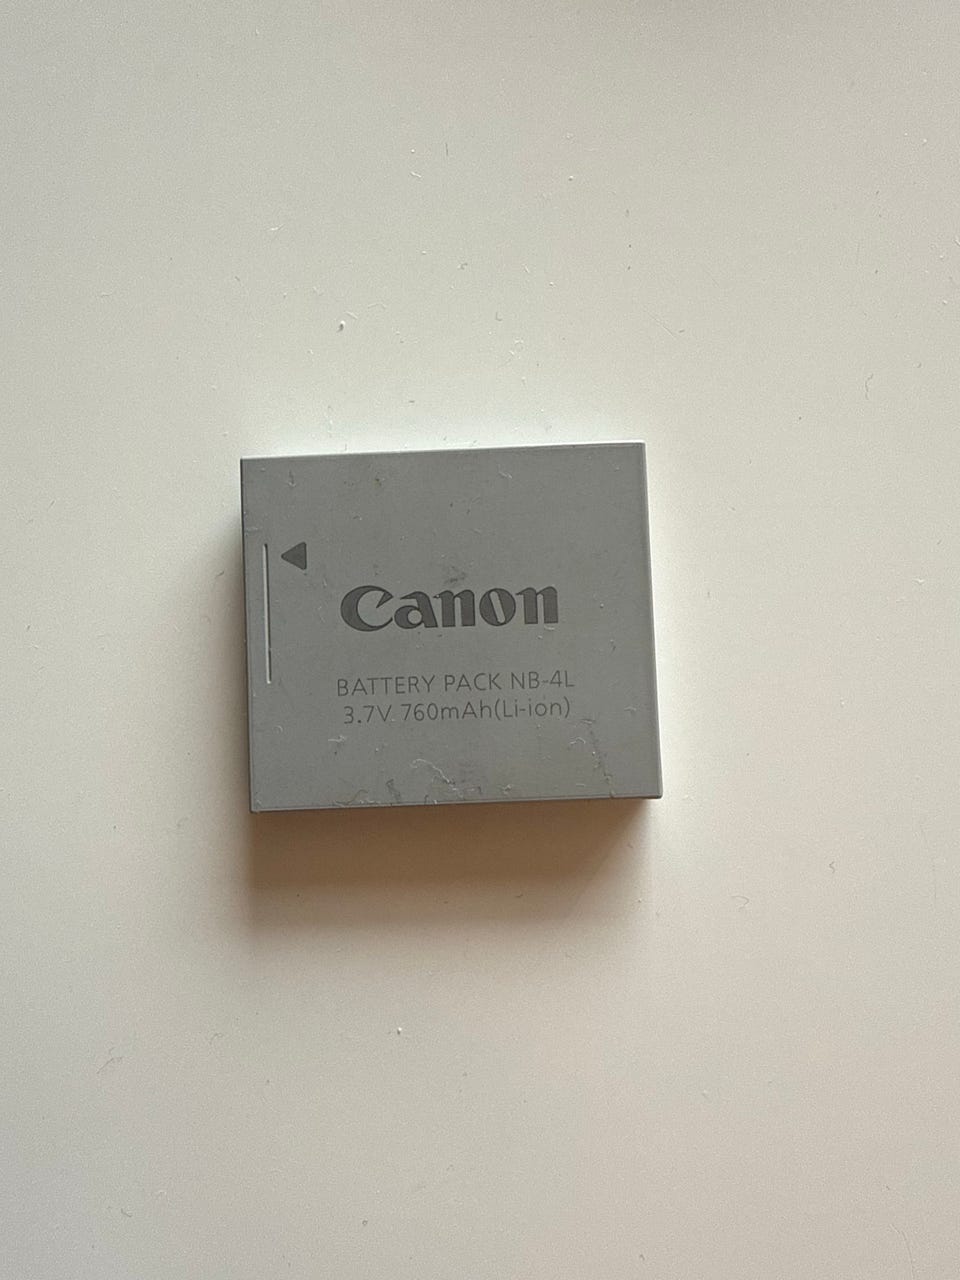 Canon
BATTERY PACK NB-4L
3.7V 760mAh(Li-ion)